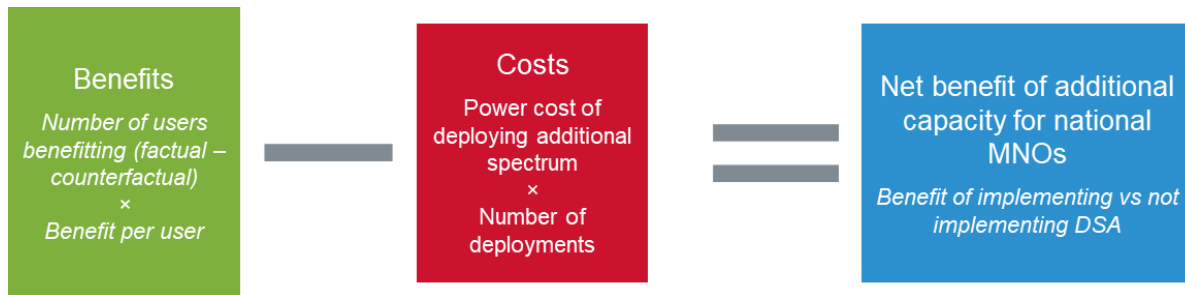 Benefits
Number of users
benefitting (factual –
counterfactual)
×
Benefit per user
Costs
Power cost of
deploying additional
spectrum
×
Number of
deployments
Net benefit of additional
capacity for national
MNOs
Benefit of implementing vs not
implementing DSA